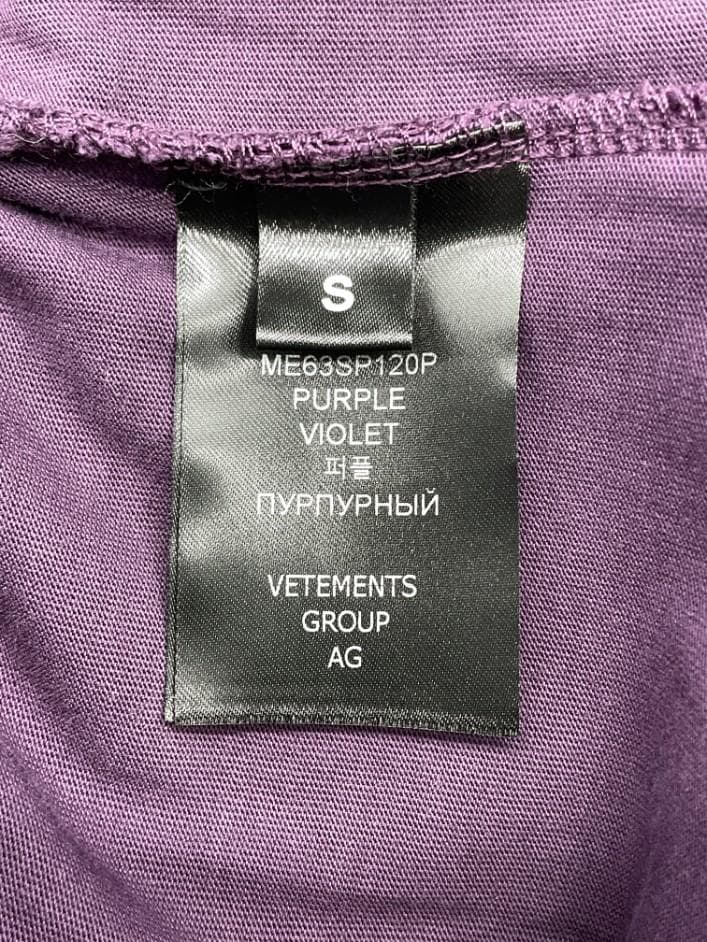 S
ME63SP120P
PURPLE
VIOLET
퍼플
ПУРПУРНЫЙ
VETEMENTS
GROUP
AG